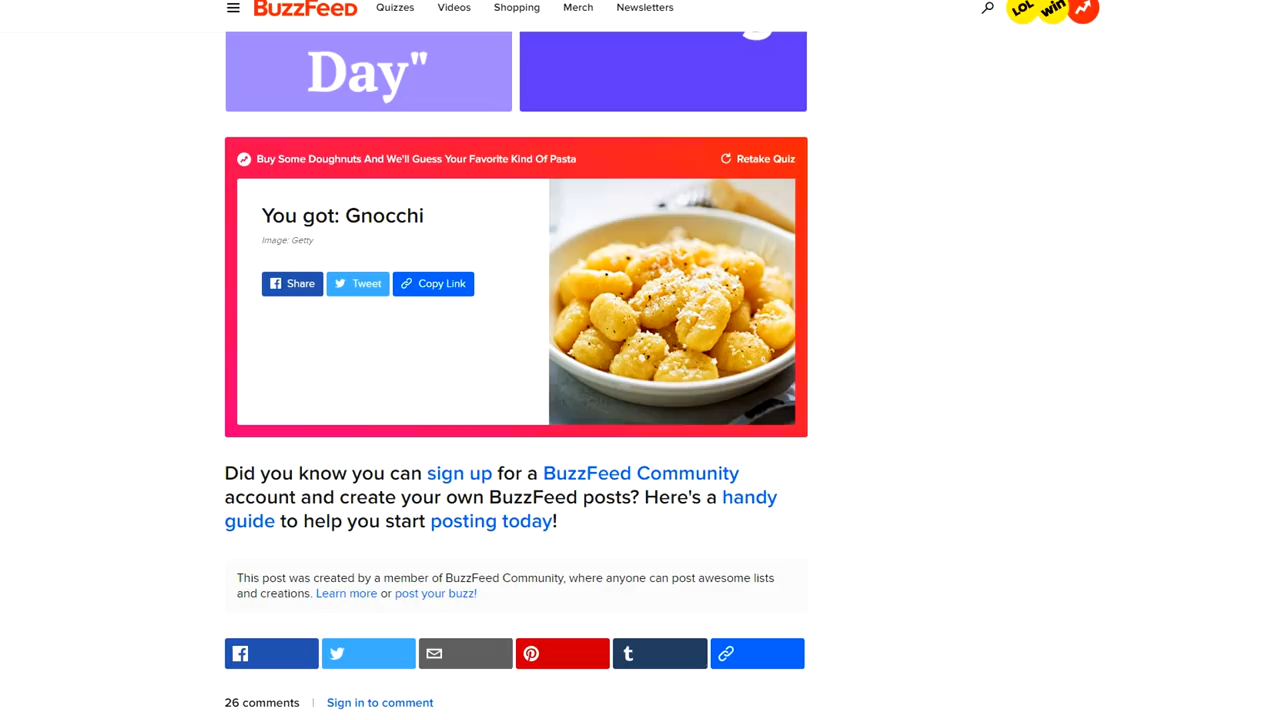 BuzzFeed Quizzes Videos Shopping Merch Newsletters LOL win
Day"
Buy Some Doughnuts And We'll Guess Your Favorite Kind Of Pasta Retake Quiz
You got: Gnocchi
Image: Getty
Share Tweet Copy Link
Did you know you can sign up for a BuzzFeed Community
account and create your own BuzzFeed posts? Here's a handy
guide to help you start posting today!
This post was created by a member of BuzzFeed Community, where anyone can post awesome lists
and creations. Learn more or post your buzz!
26 comments | Sign in to comment